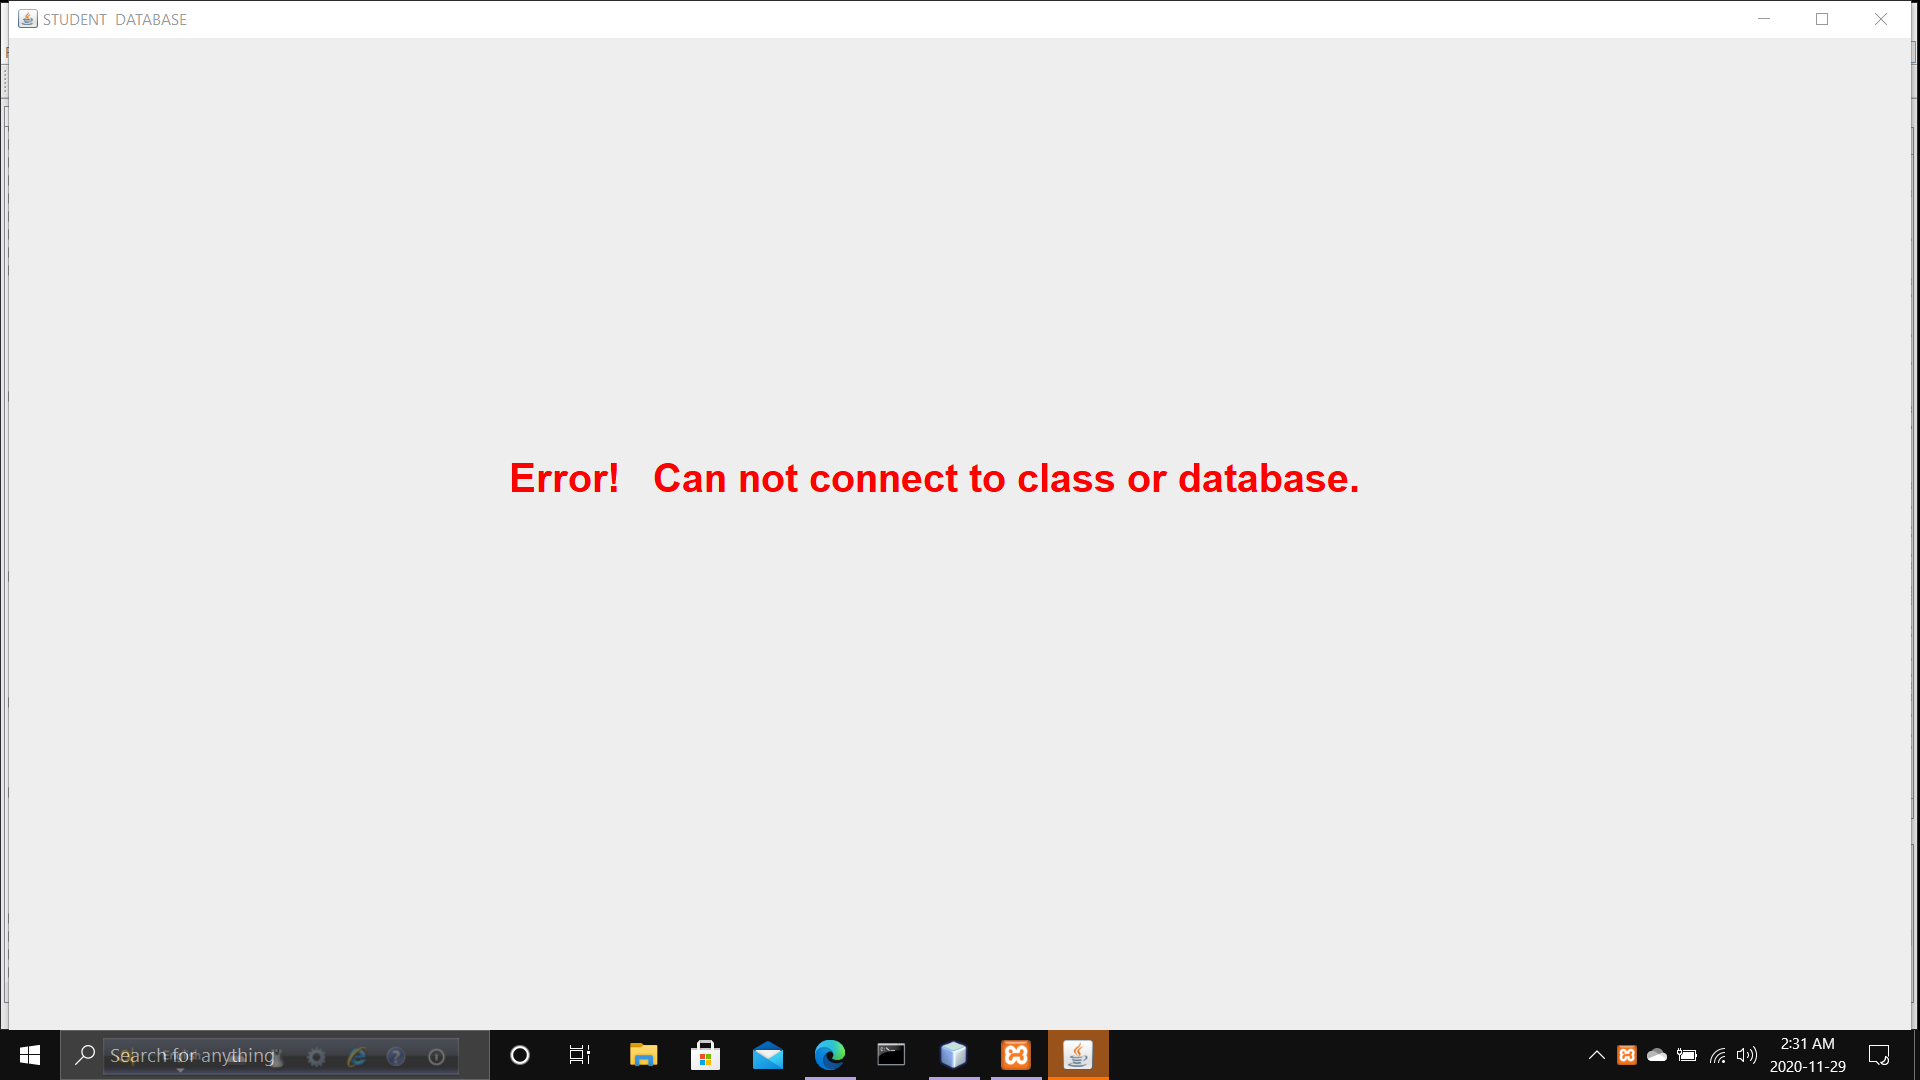 STUDENT  DATABASE
Error!   Can not connect to class or database.
Search for anything
2:31 AM
2020-11-29